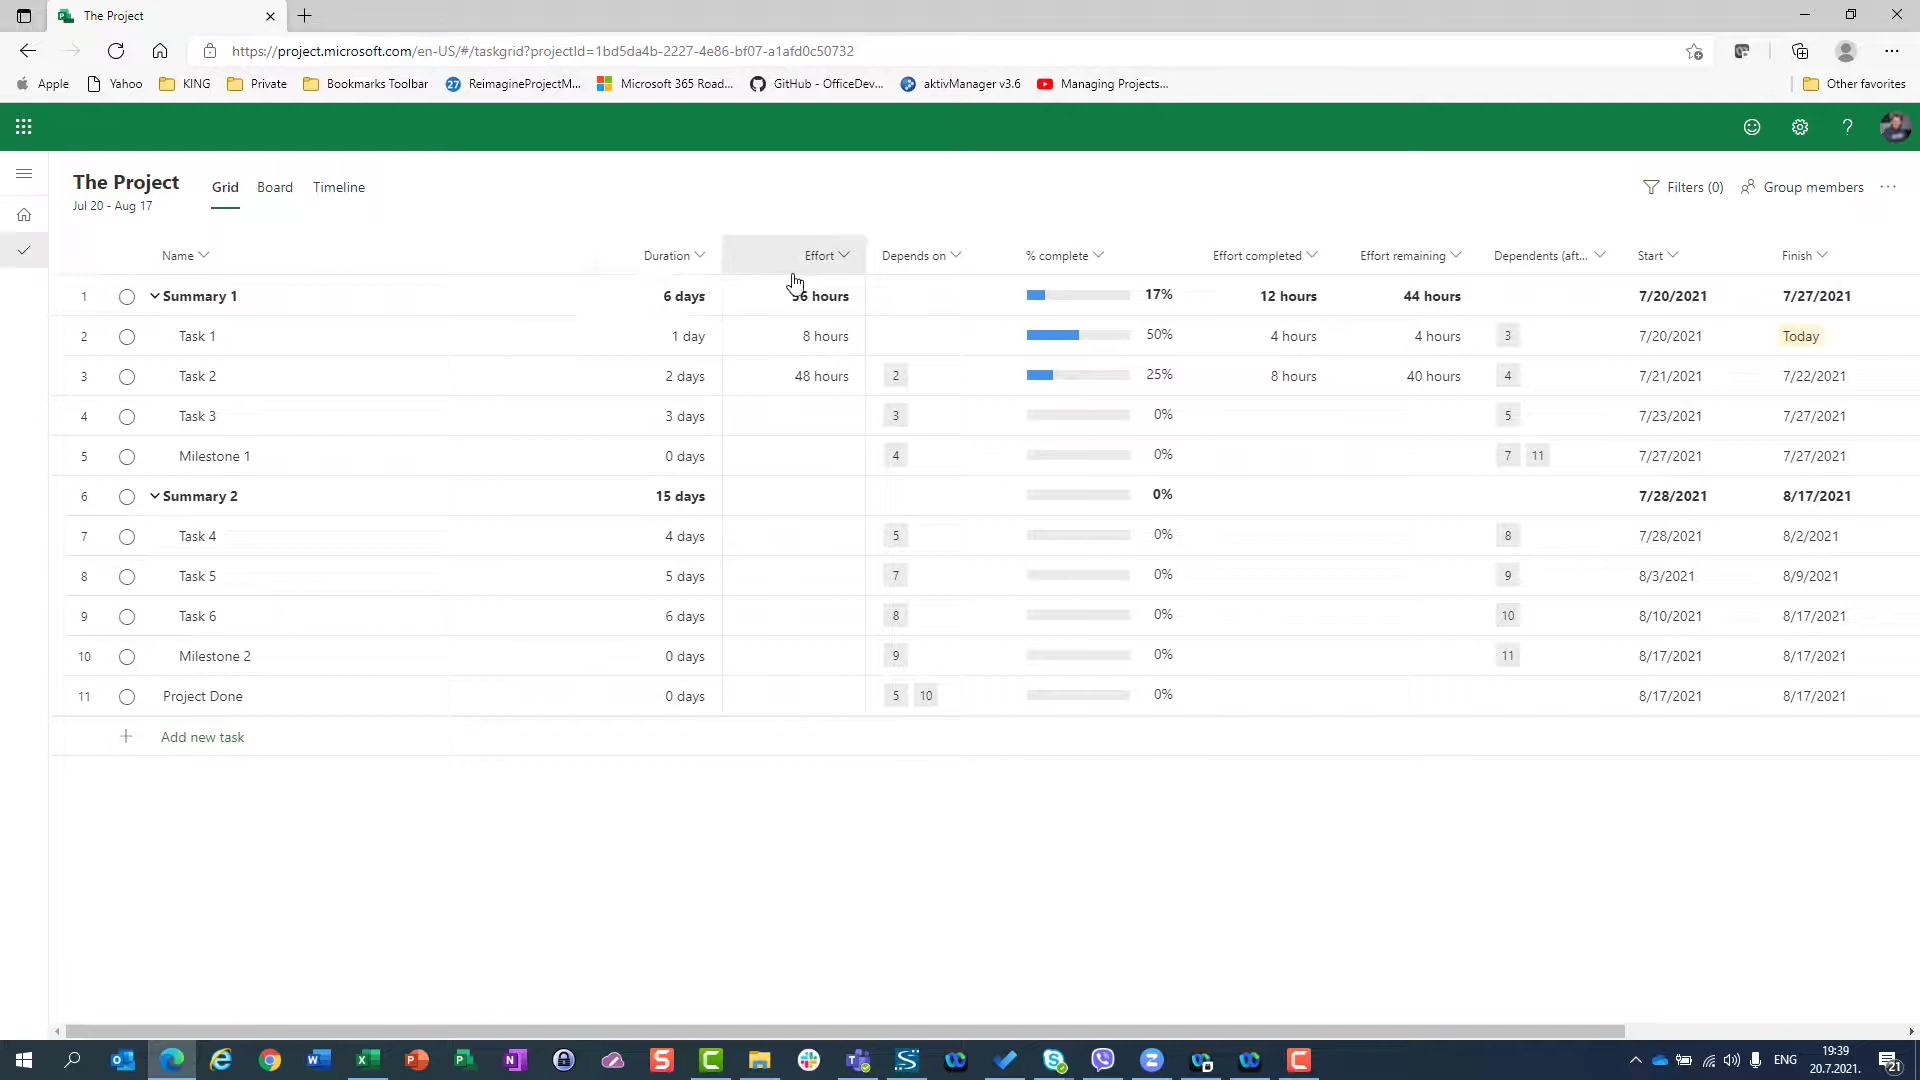 The Project
https://project.microsoft.com/en-US/#/taskgrid?projectId=1bd5da4b-2227-4e86-bf07-a1afd0c50732
Apple Yahoo KING Private Bookmarks Toolbar 27 ReimagineProjectM... Microsoft 365 Road... GitHub - OfficeDev... aktivManager v3.6 Managing Projects... Other favorites
The Project Grid Board Timeline Filters (0) Group members
Jul 20 - Aug 17
Name Duration Effort Depends on % complete Effort completed Effort remaining Dependents (aft... Start Finish
1 Summary 1 6 days 56 hours 17% 12 hours 44 hours 7/20/2021 7/27/2021
2 Task 1 1 day 8 hours 50% 4 hours 4 hours 3 7/20/2021 Today
3 Task 2 2 days 48 hours 2 25% 8 hours 40 hours 4 7/21/2021 7/22/2021
4 Task 3 3 days 3 0% 5 7/23/2021 7/27/2021
5 Milestone 1 0 days 4 0% 7 11 7/27/2021 7/27/2021
6 Summary 2 15 days 0% 7/28/2021 8/17/2021
7 Task 4 4 days 5 0% 8 7/28/2021 8/2/2021
8 Task 5 5 days 7 0% 9 8/3/2021 8/9/2021
9 Task 6 6 days 8 0% 10 8/10/2021 8/17/2021
10 Milestone 2 0 days 9 0% 11 8/17/2021 8/17/2021
11 Project Done 0 days 5 10 0% 8/17/2021 8/17/2021
Add new task
ENG 19:39
20.7.2021. 21